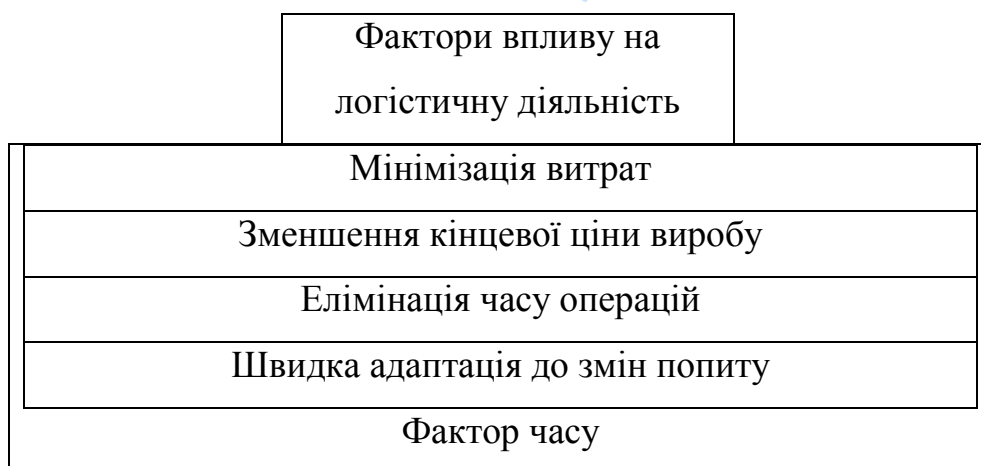 Фактори впливу на
логістичну діяльність
Мінімізація витрат
Зменшення кінцевої ціни виробу
Елімінація часу операцій
Швидка адаптація до змін попиту
Фактор часу